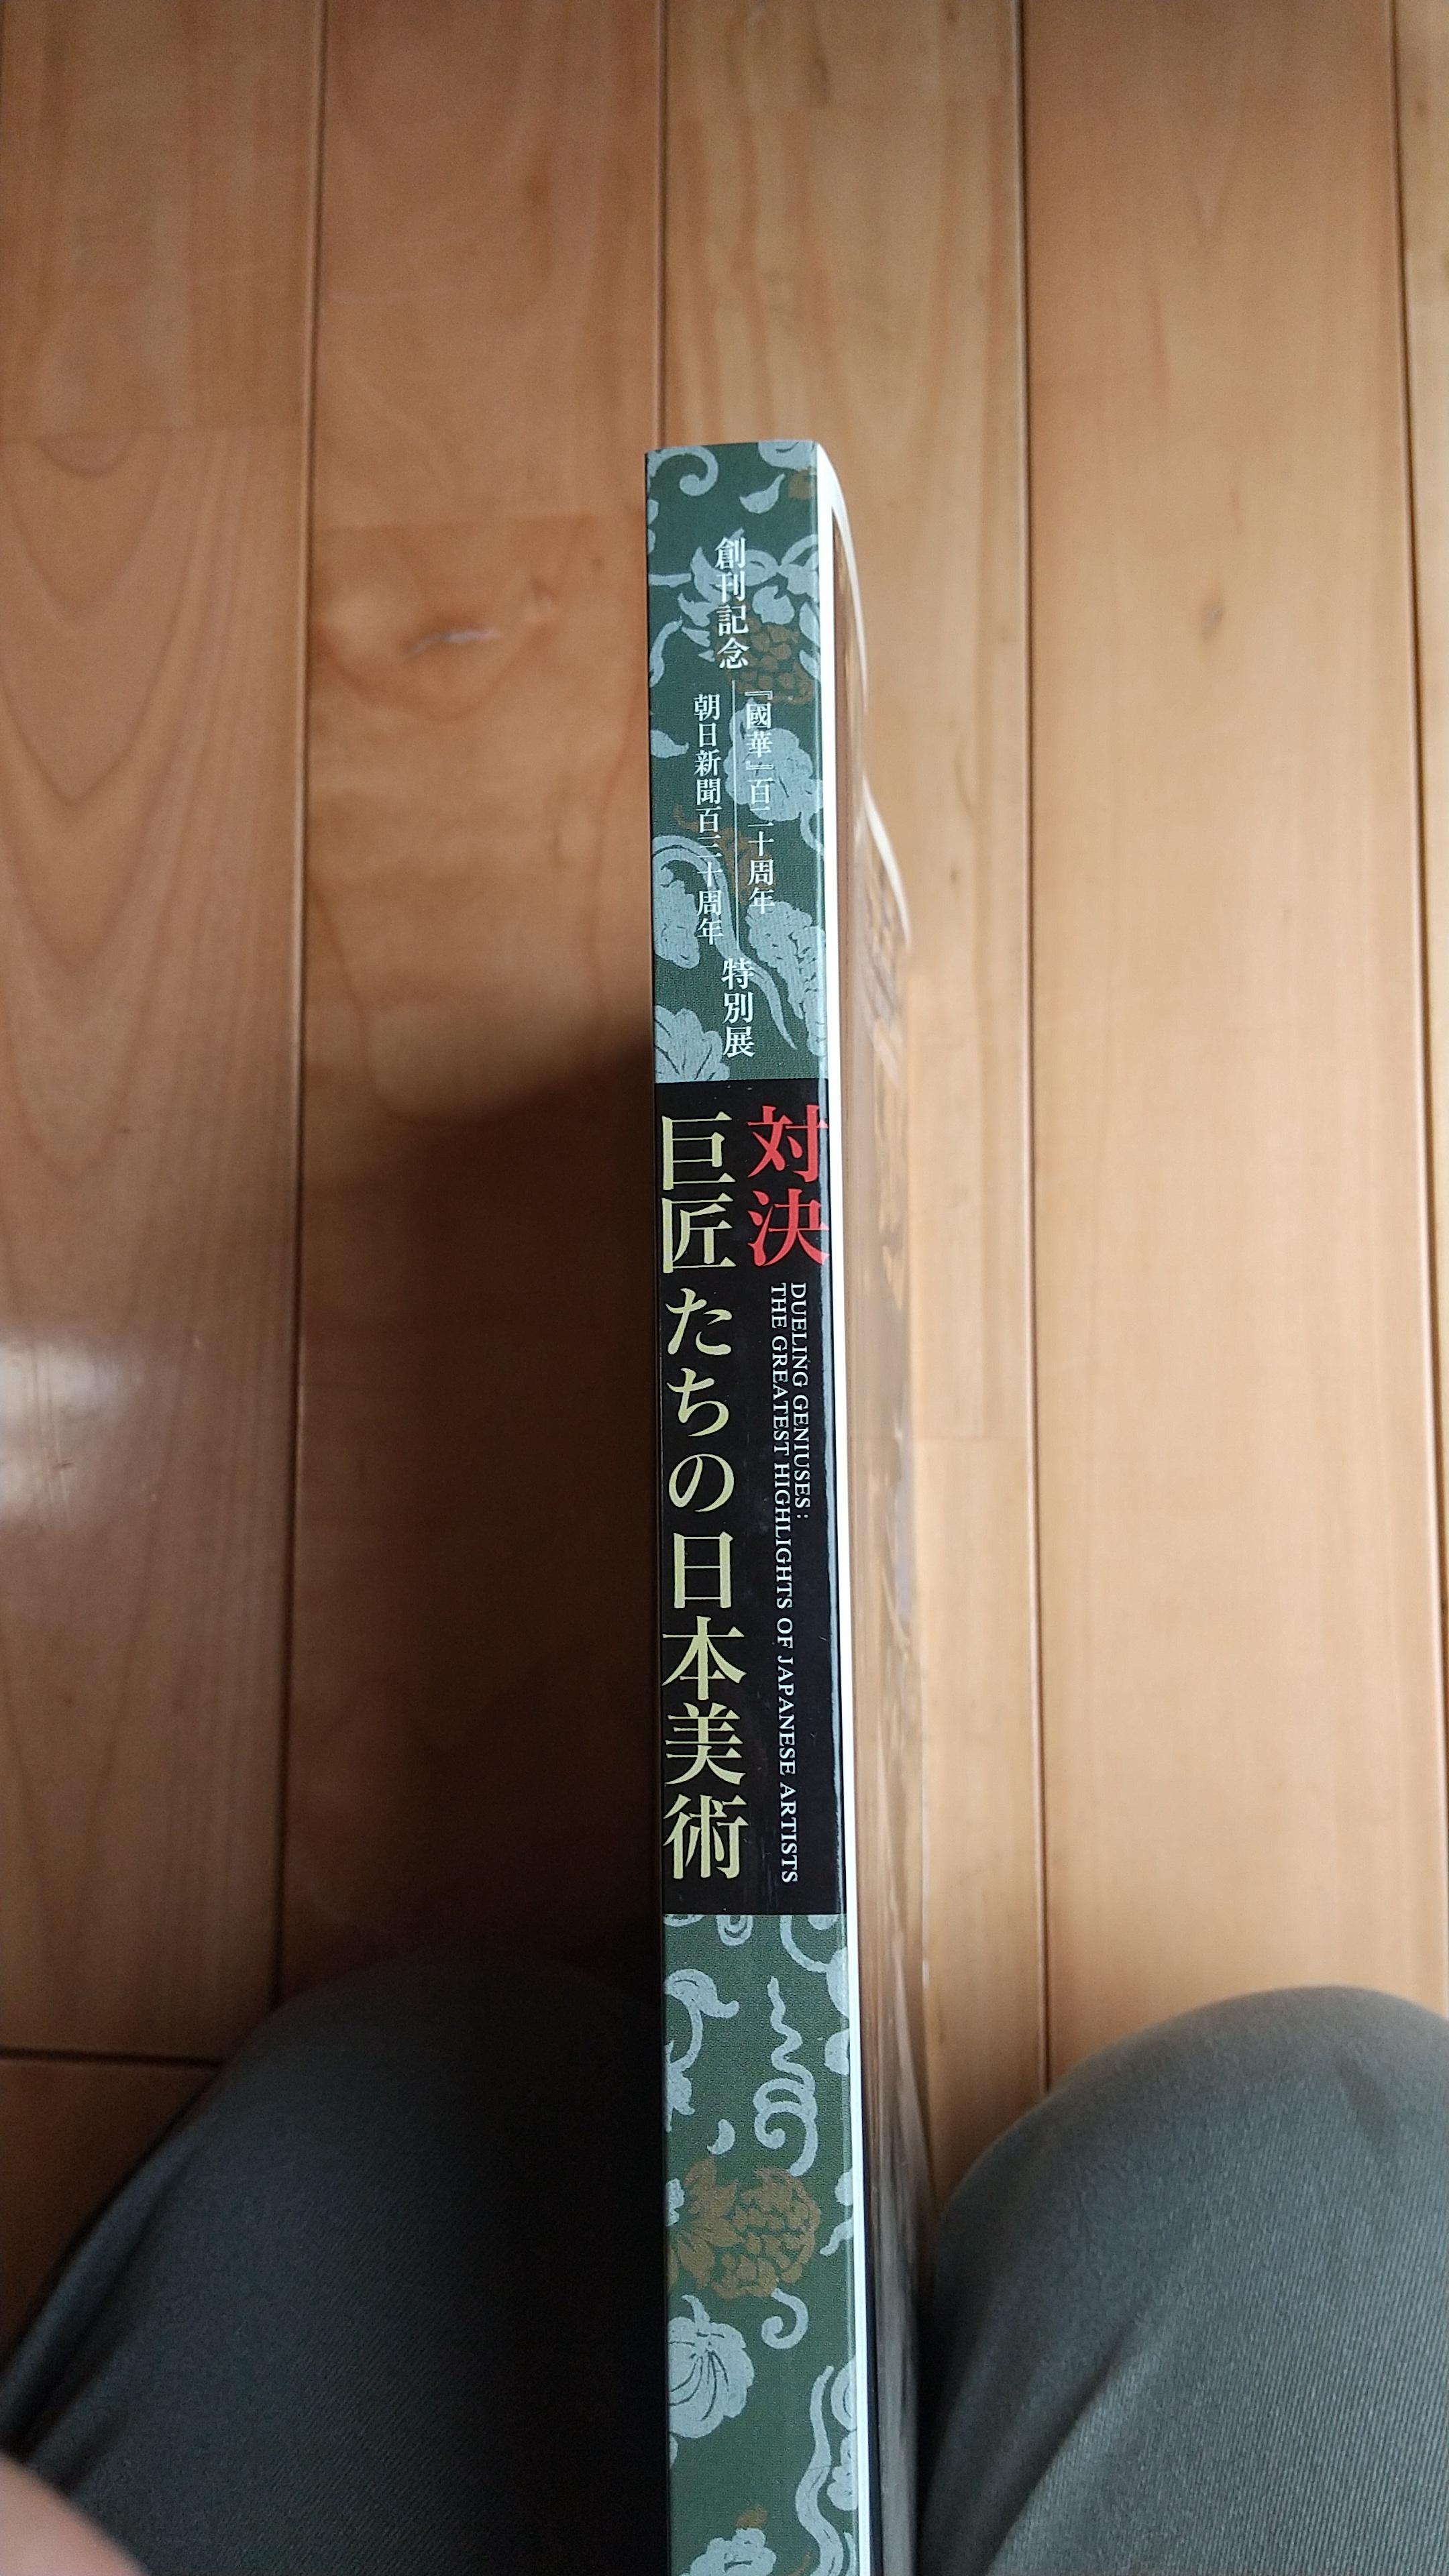 創刊記念
『國華』百二十周年
朝日新聞百三十周年
特別展
対決
巨匠たちの日本美術
DUELING GENIUSES :
THE GREATEST HIGHLIGHTS OF JAPANESE ARTISTS